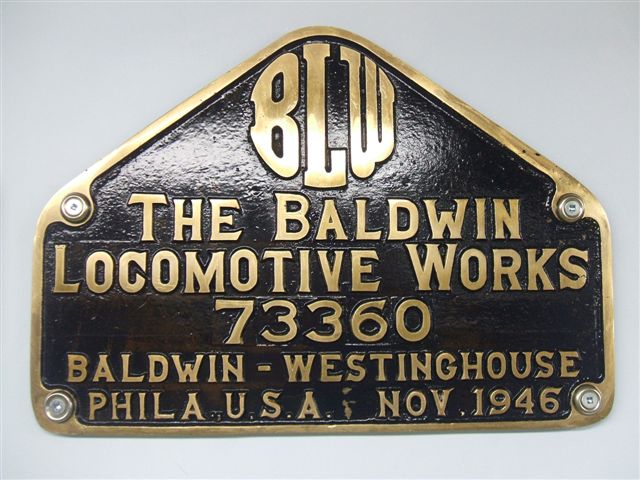 BLW
THE BALDWIN
LOCOMOTIVE WORKS
73360
BALDWIN - WESTINGHOUSE
PHILA, U.S.A. NOV. 1946